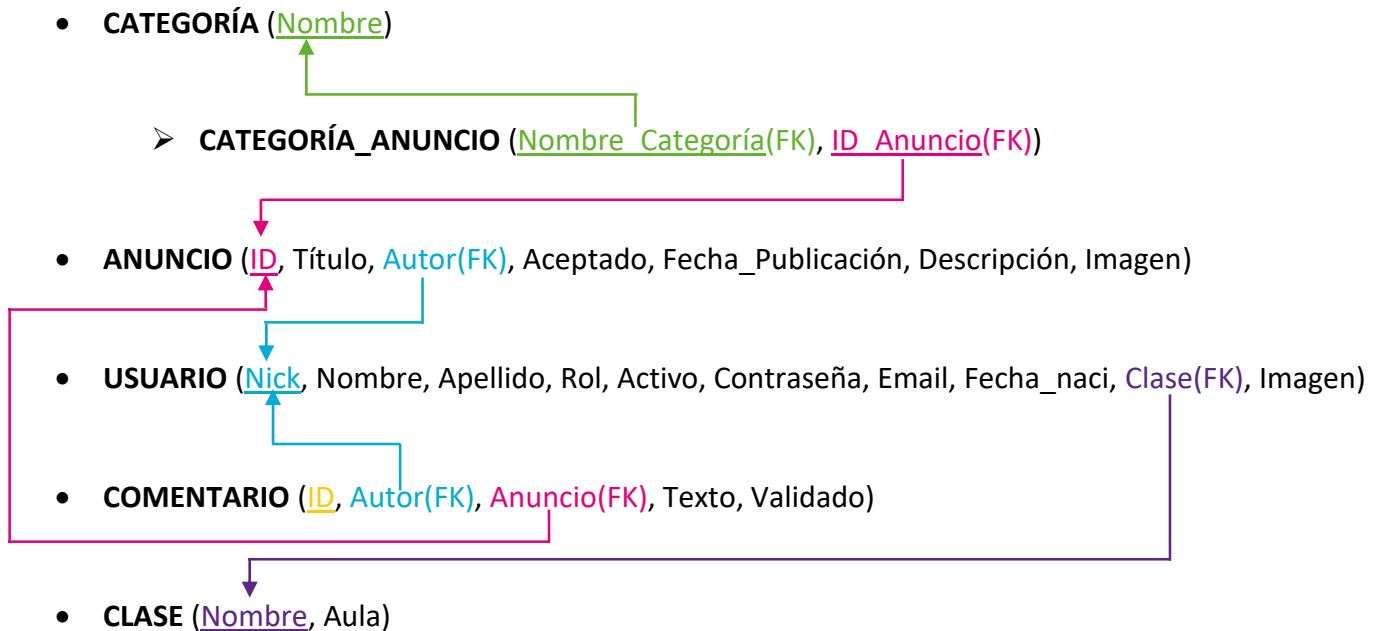 • CATEGORÍA (Nombre)
➢ CATEGORÍA_ANUNCIO (Nombre_Categoría(FK), ID_Anuncio(FK))
• ANUNCIO (ID, Título, Autor(FK), Aceptado, Fecha_Publicación, Descripción, Imagen)
• USUARIO (Nick, Nombre, Apellido, Rol, Activo, Contraseña, Email, Fecha_naci, Clase(FK), Imagen)
• COMENTARIO (ID, Autor(FK), Anuncio(FK), Texto, Validado)
• CLASE (Nombre, Aula)